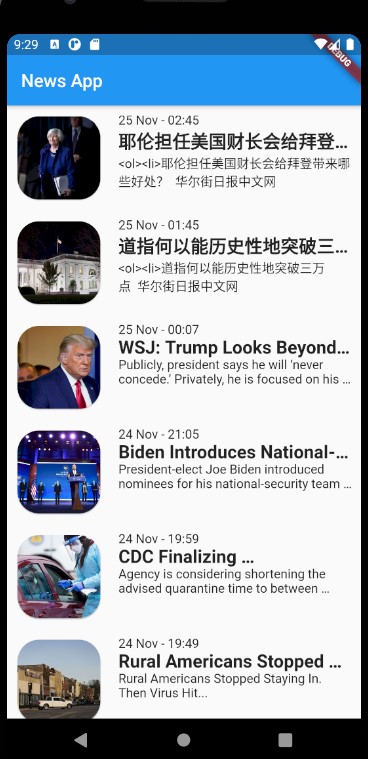 9:29
DEBUG
News App
25 Nov - 02:45
耶伦担任美国财长会给拜登…
<ol><li>耶伦担任美国财长会给拜登带来哪
些好处？ 华尔街日报中文网
25 Nov - 01:45
道指何以能历史性地突破三…
<ol><li>道指何以能历史性地突破三万
点 华尔街日报中文网
25 Nov - 00:07
WSJ: Trump Looks Beyond…
Publicly, president says he will 'never
concede.' Privately, he is focused on his …
24 Nov - 21:05
Biden Introduces National-…
President-elect Joe Biden introduced
nominees for his national-security team …
24 Nov - 19:59
CDC Finalizing …
Agency is considering shortening the
advised quarantine time to between …
24 Nov - 19:49
Rural Americans Stopped …
Rural Americans Stopped Staying In.
Then Virus Hit...